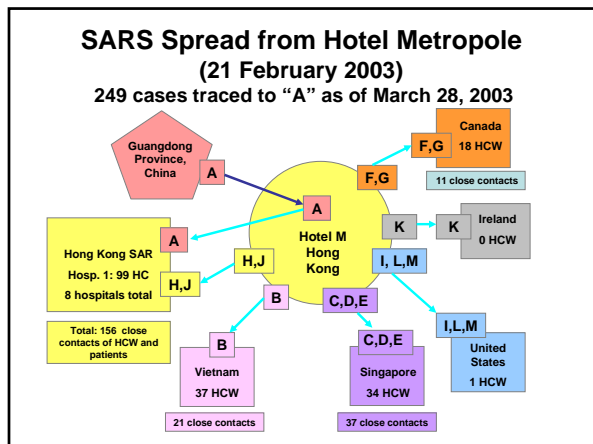 SARS Spread from Hotel Metropole
(21 February 2003)
249 cases traced to “A” as of March 28, 2003
Guangdong
Province,
China
A
A
Hotel M
Hong
Kong
F,G
F,G
Canada
18 HCW
11 close contacts
K
K
Ireland
0 HCW
I, L,M
I,L,M
United
States
1 HCW
A
H,J
H,J
Hong Kong SAR
Hosp. 1: 99 HC
8 hospitals total
Total: 156 close
contacts of HCW and
patients
B
B
Vietnam
37 HCW
21 close contacts
C,D,E
C,D,E
Singapore
34 HCW
37 close contacts